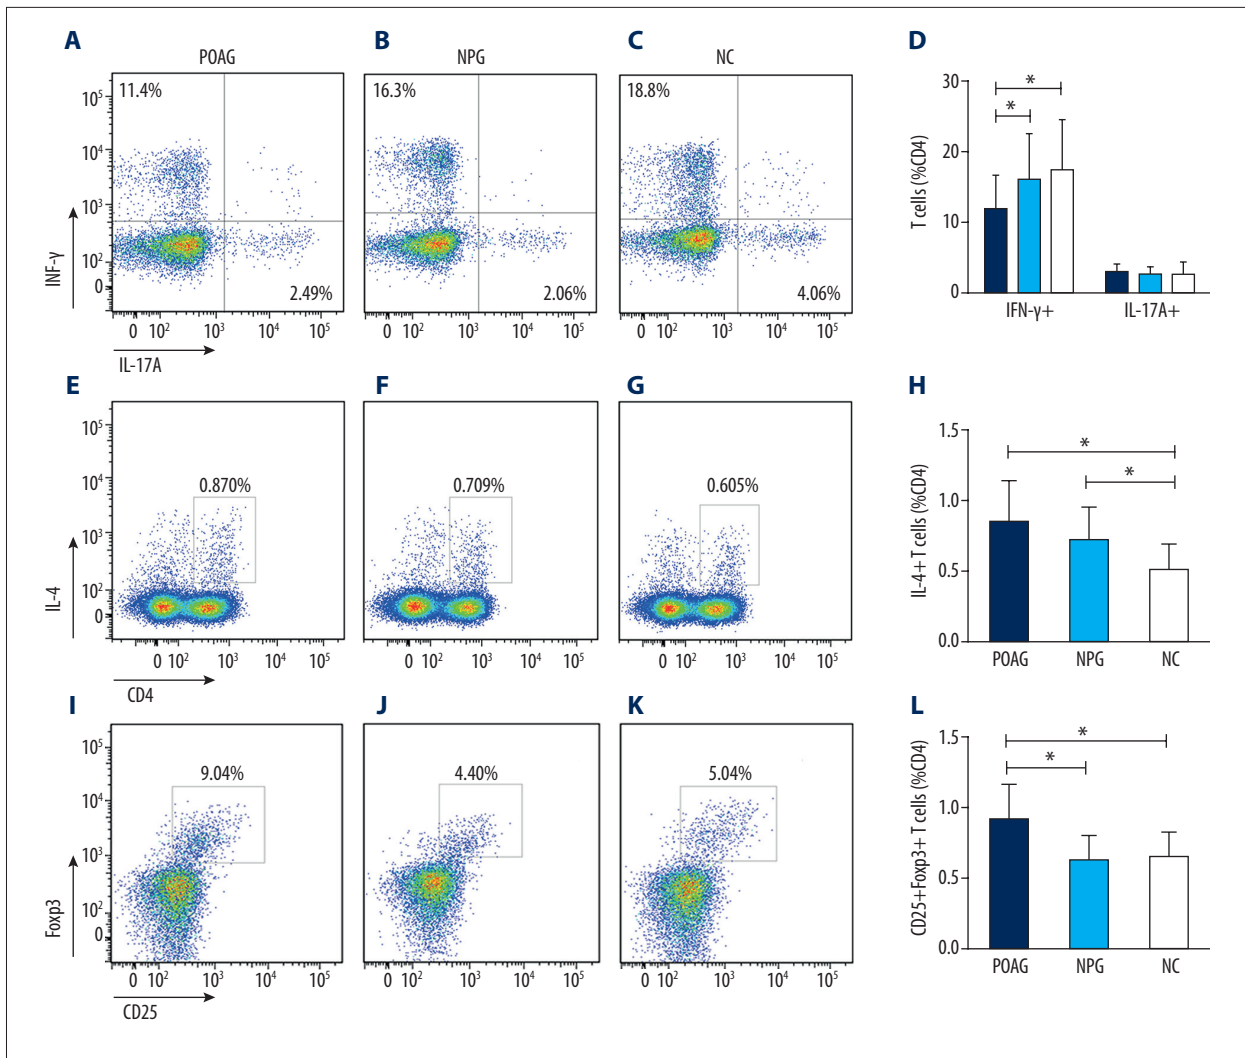 A
B
C
D
POAG
NPG
NC
11.4%
16.3%
18.8%
2.49%
2.06%
4.06%
10⁵
10⁴
10³
10²
0
INF-γ
0 10² 10³ 10⁴ 10⁵
0 10² 10³ 10⁴ 10⁵
0 10² 10³ 10⁴ 10⁵
IL-17A
T cells (%CD4)
30
20
10
0
*
*
IFN-γ+
IL-17A+
E
F
G
H
0.870%
0.709%
0.605%
10⁵
10⁴
10³
10²
0
IL-4
0 10² 10³ 10⁴ 10⁵
0 10² 10³ 10⁴ 10⁵
0 10² 10³ 10⁴ 10⁵
CD4
IL-4+ T cells (%CD4)
1.5
1.0
0.5
0.0
*
*
POAG
NPG
NC
I
J
K
L
9.04%
4.40%
5.04%
10⁵
10⁴
10³
10²
0
Foxp3
0 10² 10³ 10⁴ 10⁵
0 10² 10³ 10⁴ 10⁵
0 10² 10³ 10⁴ 10⁵
CD25
CD25+Foxp3+ T cells (%CD4)
1.5
1.0
0.5
0.0
*
*
POAG
NPG
NC